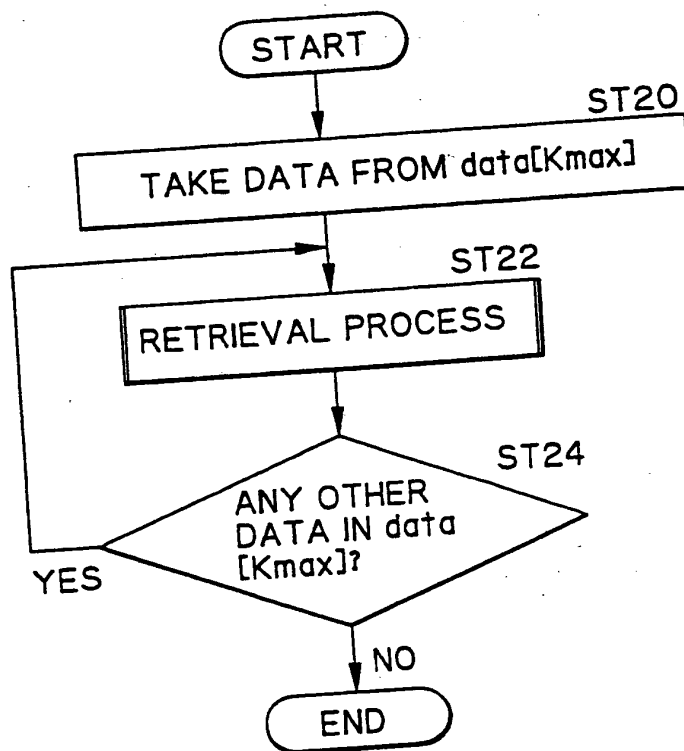 START
ST20
TAKE DATA FROM data[Kmax]
ST22
RETRIEVAL PROCESS
ST24
ANY OTHER
DATA IN data
[Kmax]?
YES
NO
END